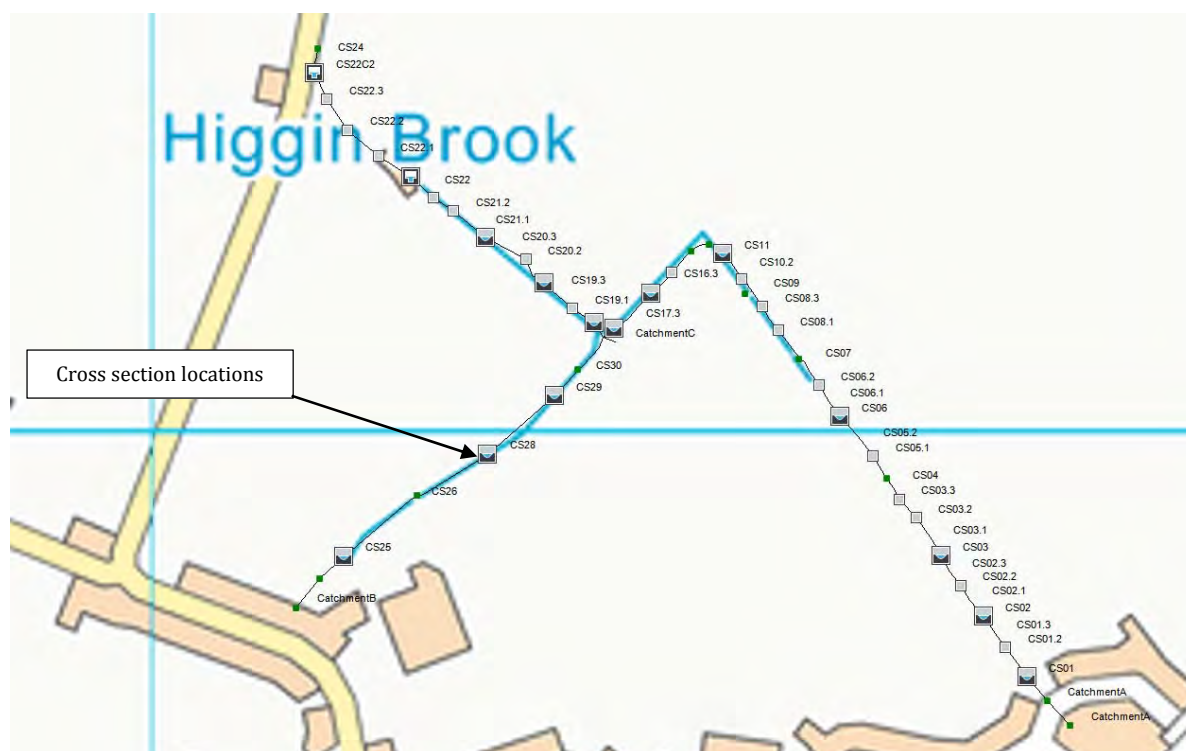 CS24
CS22C2
CS22.3
CS22.2
Higgin Brook
CS22.1
CS22
CS21.2
CS21.1
CS20.3
CS20.2
CS19.3
CS19.1
CS11
CS10.2
CS16.3
CS09
CS08.3
CS17.3
CS08.1
CatchmentC
CS07
CS30
Cross section locations
CS06.2
CS29
CS06.1
CS06
CS05.2
CS28
CS05.1
CS04
CS26
CS03.3
CS03.2
CS03.1
CS03
CS25
CS02.3
CS02.2
CS02.1
CatchmentB
CS02
CS01.3
CS01.2
CS01
CatchmentA
CatchmentA